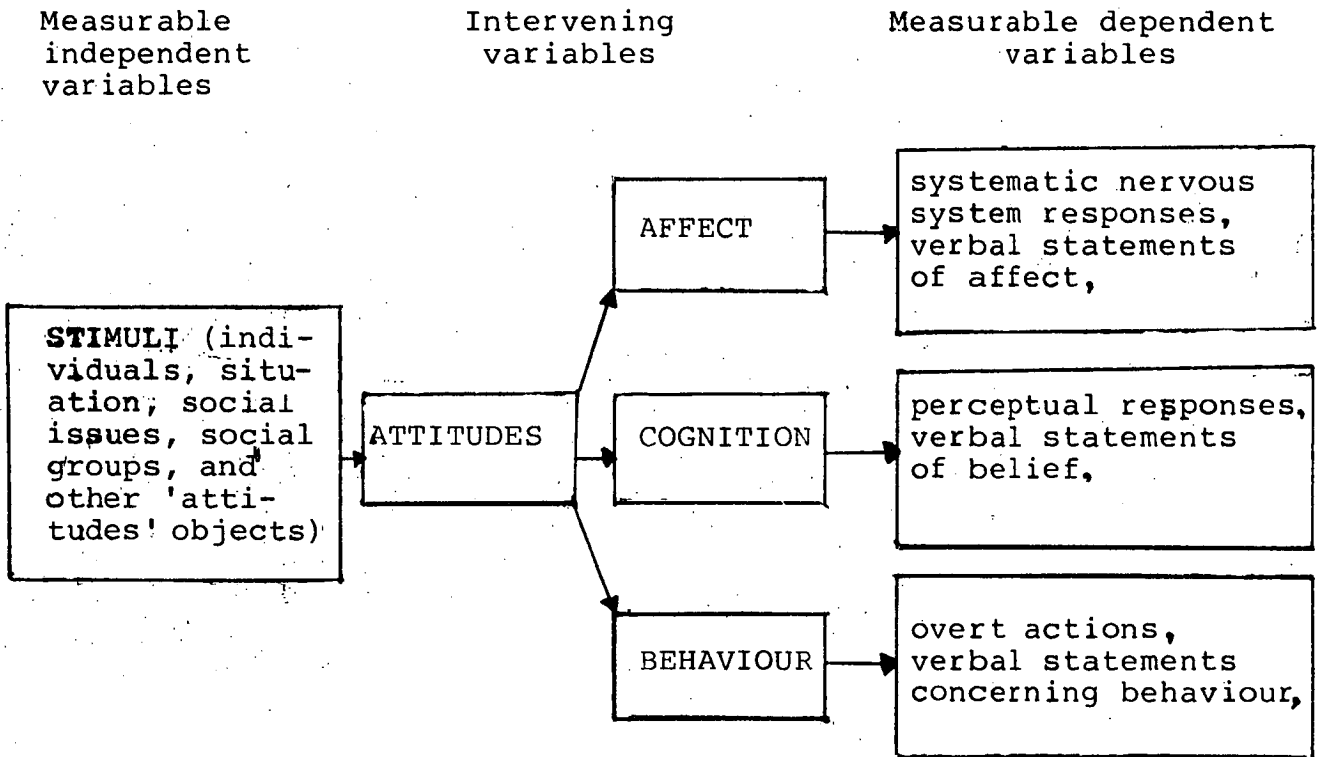 Measurable
independent
variables
Intervening
variables
Measurable dependent
variables
STIMULI (indi-
viduals, situ-
ation, social
issues, social
groups, and
other 'atti-
tudes' objects)
ATTITUDES
AFFECT
COGNITION
BEHAVIOUR
systematic nervous
system responses,
verbal statements
of affect,
perceptual responses,
verbal statements
of belief,
overt actions,
verbal statements
concerning behaviour,